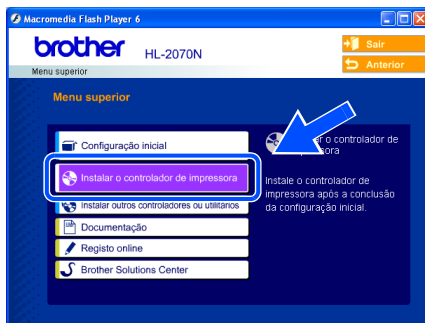 Macromedia Flash Player 6
brother
HL-2070N
Sair
Anterior
Menu superior
Menu superior
Configuração inicial
o controlador de
Instalar o controlador de impressora
Instale o controlador de
impressora após a conclusão
da configuração inicial.
Instalar outros controladores ou utilitários
Documentação
Registo online
Brother Solutions Center